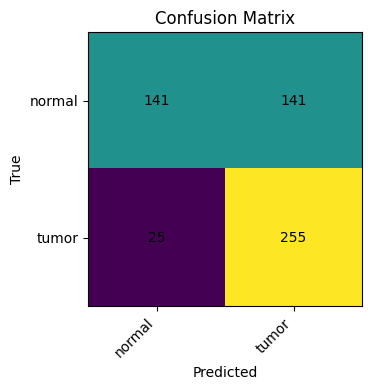 Confusion Matrix
True
normal
141 141
tumor
25 255
normal
tumor
Predicted